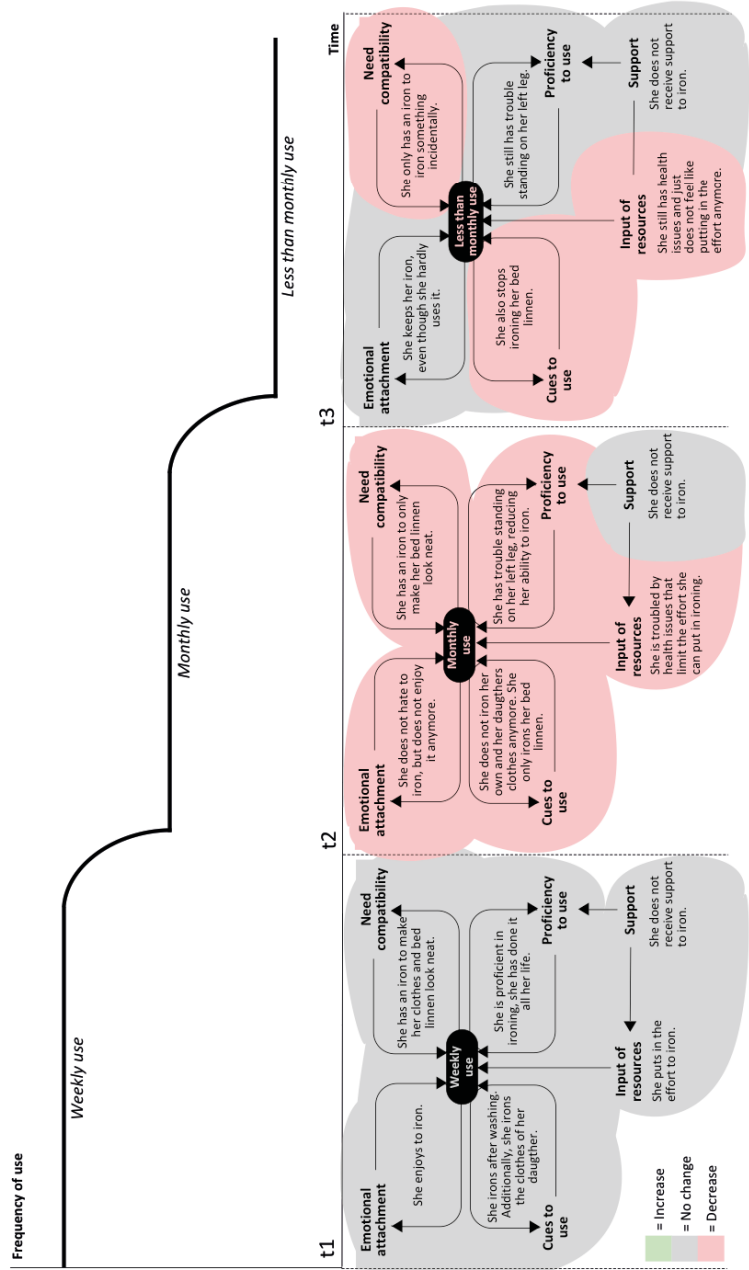 Frequency of use
Weekly use
Monthly use
Less than monthly use
Time
t1
Emotional
attachment
She enjoys to iron.
Need
compatibility
She has an iron to make
her clothes and bed
linnen look neat.
Weekly
use
She irons after washing.
Additionally, she irons
the clothes of her
daugther.
Cues to
use
She is proficient in
ironing, she has done it
all her life.
Proficiency
to use
Input of
resources
She puts in the
effort to iron.
Support
She does not
receive support
to iron.
t2
Emotional
attachment
She does not hate to
iron, but does not enjoy
it anymore.
Need
compatibility
She has an iron to only
make her bed linnen
look neat.
Monthly
use
She does not iron her
own and her daugthers
clothes anymore. She
only irons her bed
linnen.
Cues to
use
She has trouble standing
on her left leg, reducing
her ability to iron.
Proficiency
to use
Input of
resources
She is troubled by
health issues that
limit the effort she
can put in ironing.
Support
She does not
receive support
to iron.
t3
Emotional
attachment
She keeps her iron,
even though she hardly
uses it.
Need
compatibility
She only has an iron to
iron something
incidentally.
Less than
monthly use
She also stops
ironing her bed
linnen.
Cues to
use
She still has trouble
standing on her left leg.
Proficiency
to use
Input of
resources
She still has health
issues and just
does not feel like
putting in the
effort anymore.
Support
She does not
receive support
to iron.
= Increase
= No change
= Decrease